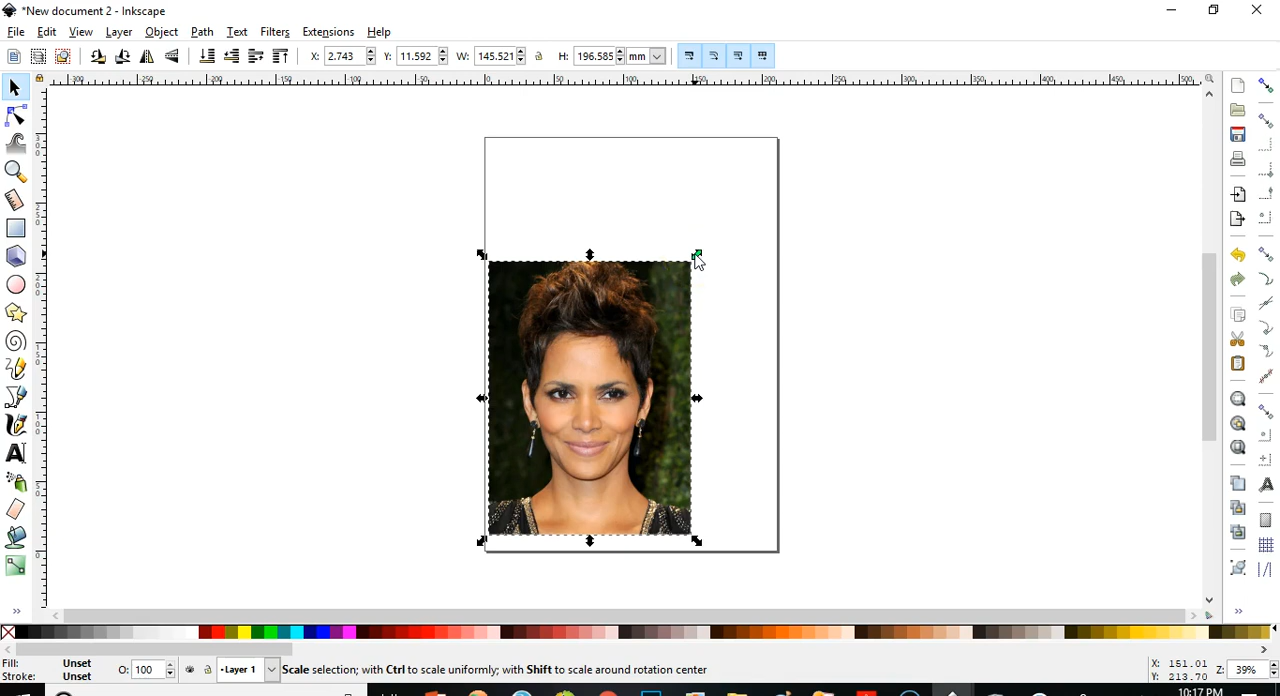 *New document 2 - Inkscape
File Edit View Layer Object Path Text Filters Extensions Help
X: 2.743 Y: 11.592 W: 145.521 H: 196.585 mm
Fill: Unset
Stroke: Unset
O: 100
•Layer 1
Scale selection; with Ctrl to scale uniformly; with Shift to scale around rotation center
X: 151.01
Y: 213.70
Z: 39%
10:17 PM